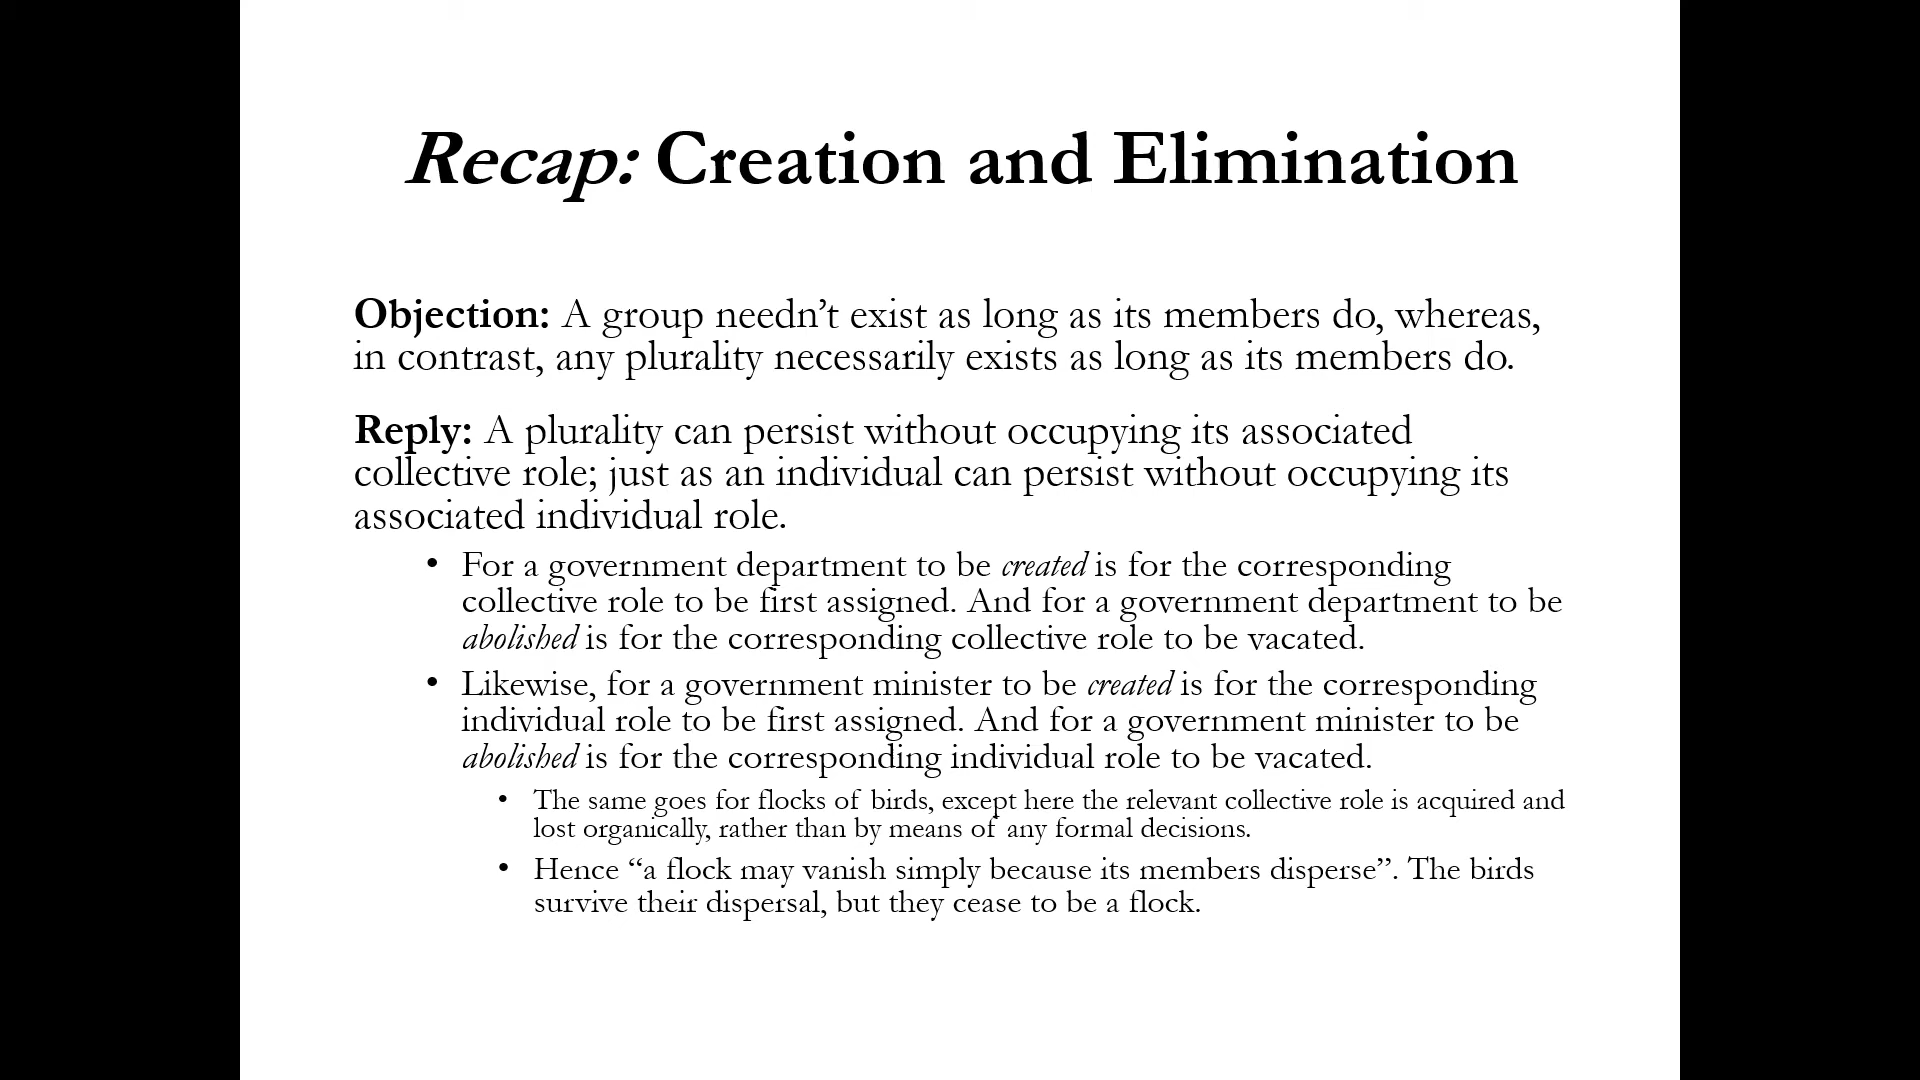 Recap: Creation and Elimination
Objection: A group needn’t exist as long as its members do, whereas,
in contrast, any plurality necessarily exists as long as its members do.
Reply: A plurality can persist without occupying its associated
collective role; just as an individual can persist without occupying its
associated individual role.
• For a government department to be created is for the corresponding
collective role to be first assigned. And for a government department to be
abolished is for the corresponding collective role to be vacated.
• Likewise, for a government minister to be created is for the corresponding
individual role to be first assigned. And for a government minister to be
abolished is for the corresponding individual role to be vacated.
• The same goes for flocks of birds, except here the relevant collective role is acquired and
lost organically, rather than by means of any formal decisions.
• Hence “a flock may vanish simply because its members disperse”. The birds
survive their dispersal, but they cease to be a flock.